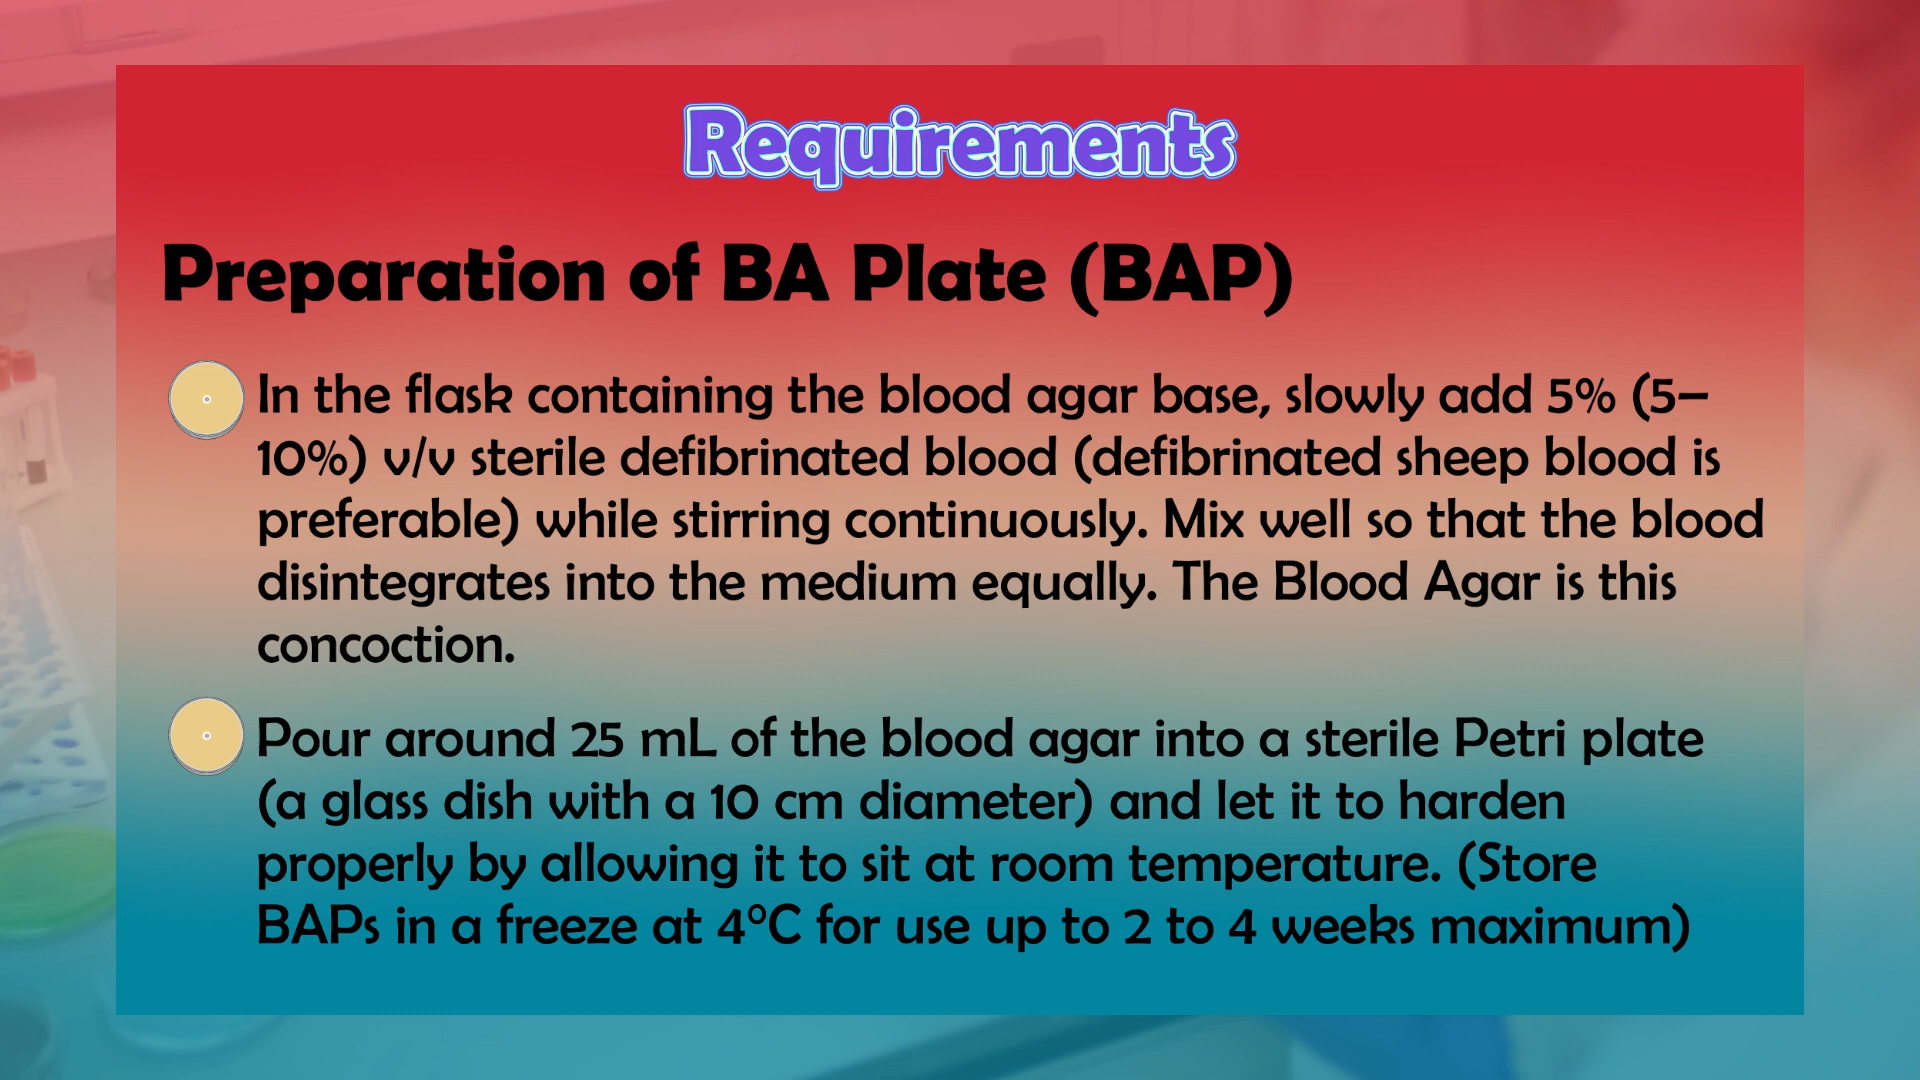 Requirements
Preparation of BA Plate (BAP)
In the flask containing the blood agar base, slowly add 5% (5–
10%) v/v sterile defibrinated blood (defibrinated sheep blood is
preferable) while stirring continuously. Mix well so that the blood
disintegrates into the medium equally. The Blood Agar is this
concoction.
Pour around 25 mL of the blood agar into a sterile Petri plate
(a glass dish with a 10 cm diameter) and let it to harden
properly by allowing it to sit at room temperature. (Store
BAPs in a freeze at 4°C for use up to 2 to 4 weeks maximum)